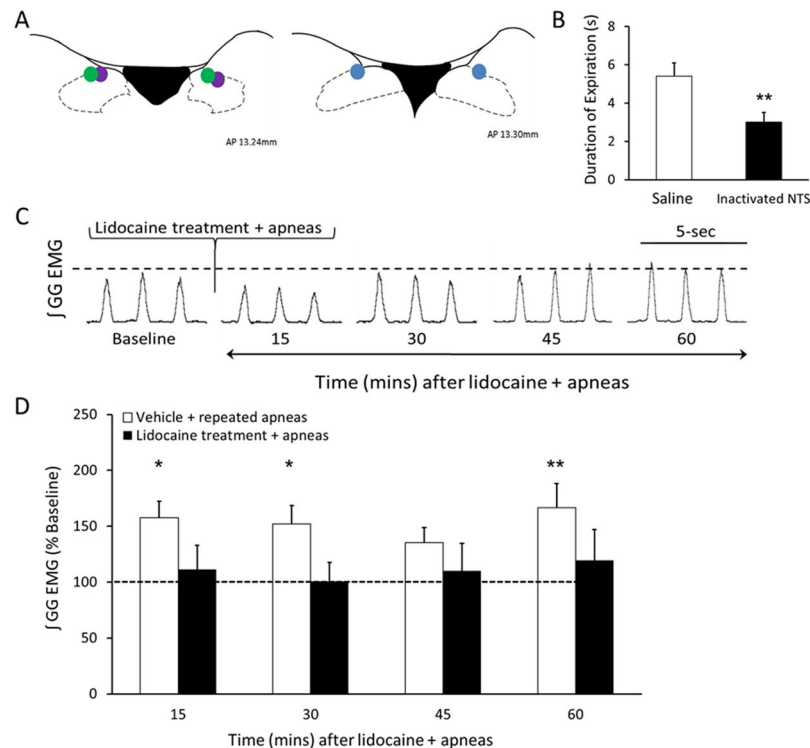 A
AP 13.24mm
AP 13.30mm
B
Duration of Expiration (s)
8
6
4
2
0
**
Saline
Inactivated NTS
C
Lidocaine treatment + apneas
5-sec
∫ GG EMG
Baseline
15
30
45
60
Time (mins) after lidocaine + apneas
D
∫ GG EMG (% Baseline)
250
200
150
100
50
0
Vehicle + repeated apneas
Lidocaine treatment + apneas
*
*
**
15
30
45
60
Time (mins) after lidocaine + apneas